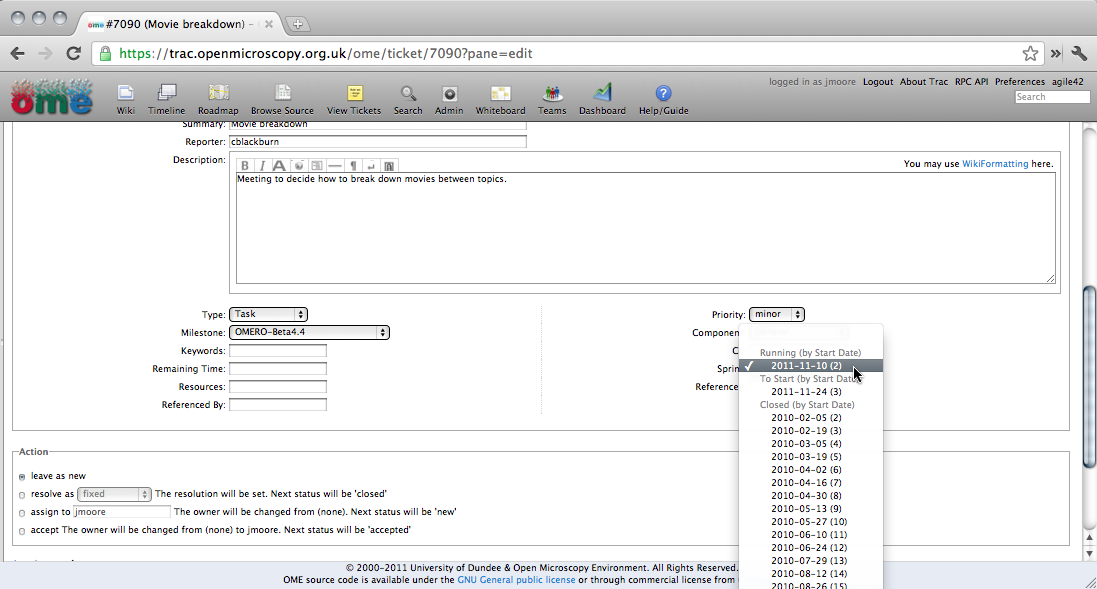 ome #7090 (Movie breakdown) –
https://trac.openmicroscopy.org.uk/ome/ticket/7090?pane=edit
logged in as jmoore Logout About Trac RPC API Preferences agile42
Search
ome
Wiki Timeline Roadmap Browse Source View Tickets Search Admin Whiteboard Teams Dashboard Help/Guide
Summary: Movie breakdown
Reporter: cblackburn
Description:
You may use WikiFormatting here.
Meeting to decide how to break down movies between topics.
Type: Task
Priority: minor
Milestone: OMERO-Beta4.4
Component
Keywords:
C
Remaining Time:
Sprin
Resources:
Reference
Referenced By:
Running (by Start Date)
✓ 2011-11-10 (2)
To Start (by Start Date)
2011-11-24 (3)
Closed (by Start Date)
2010-02-05 (2)
2010-02-19 (3)
2010-03-05 (4)
2010-03-19 (5)
2010-04-02 (6)
2010-04-16 (7)
2010-04-30 (8)
2010-05-13 (9)
2010-05-27 (10)
2010-06-10 (11)
2010-06-24 (12)
2010-07-29 (13)
2010-08-12 (14)
2010-08-26 (15)
Action
leave as new
resolve as fixed The resolution will be set. Next status will be 'closed'
assign to jmoore The owner will be changed from (none). Next status will be 'new'
accept The owner will be changed from (none) to jmoore. Next status will be 'accepted'
© 2000-2011 University of Dundee & Open Microscopy Environment. All Rights Reserved.
OME source code is available under the GNU General public license or through commercial license from